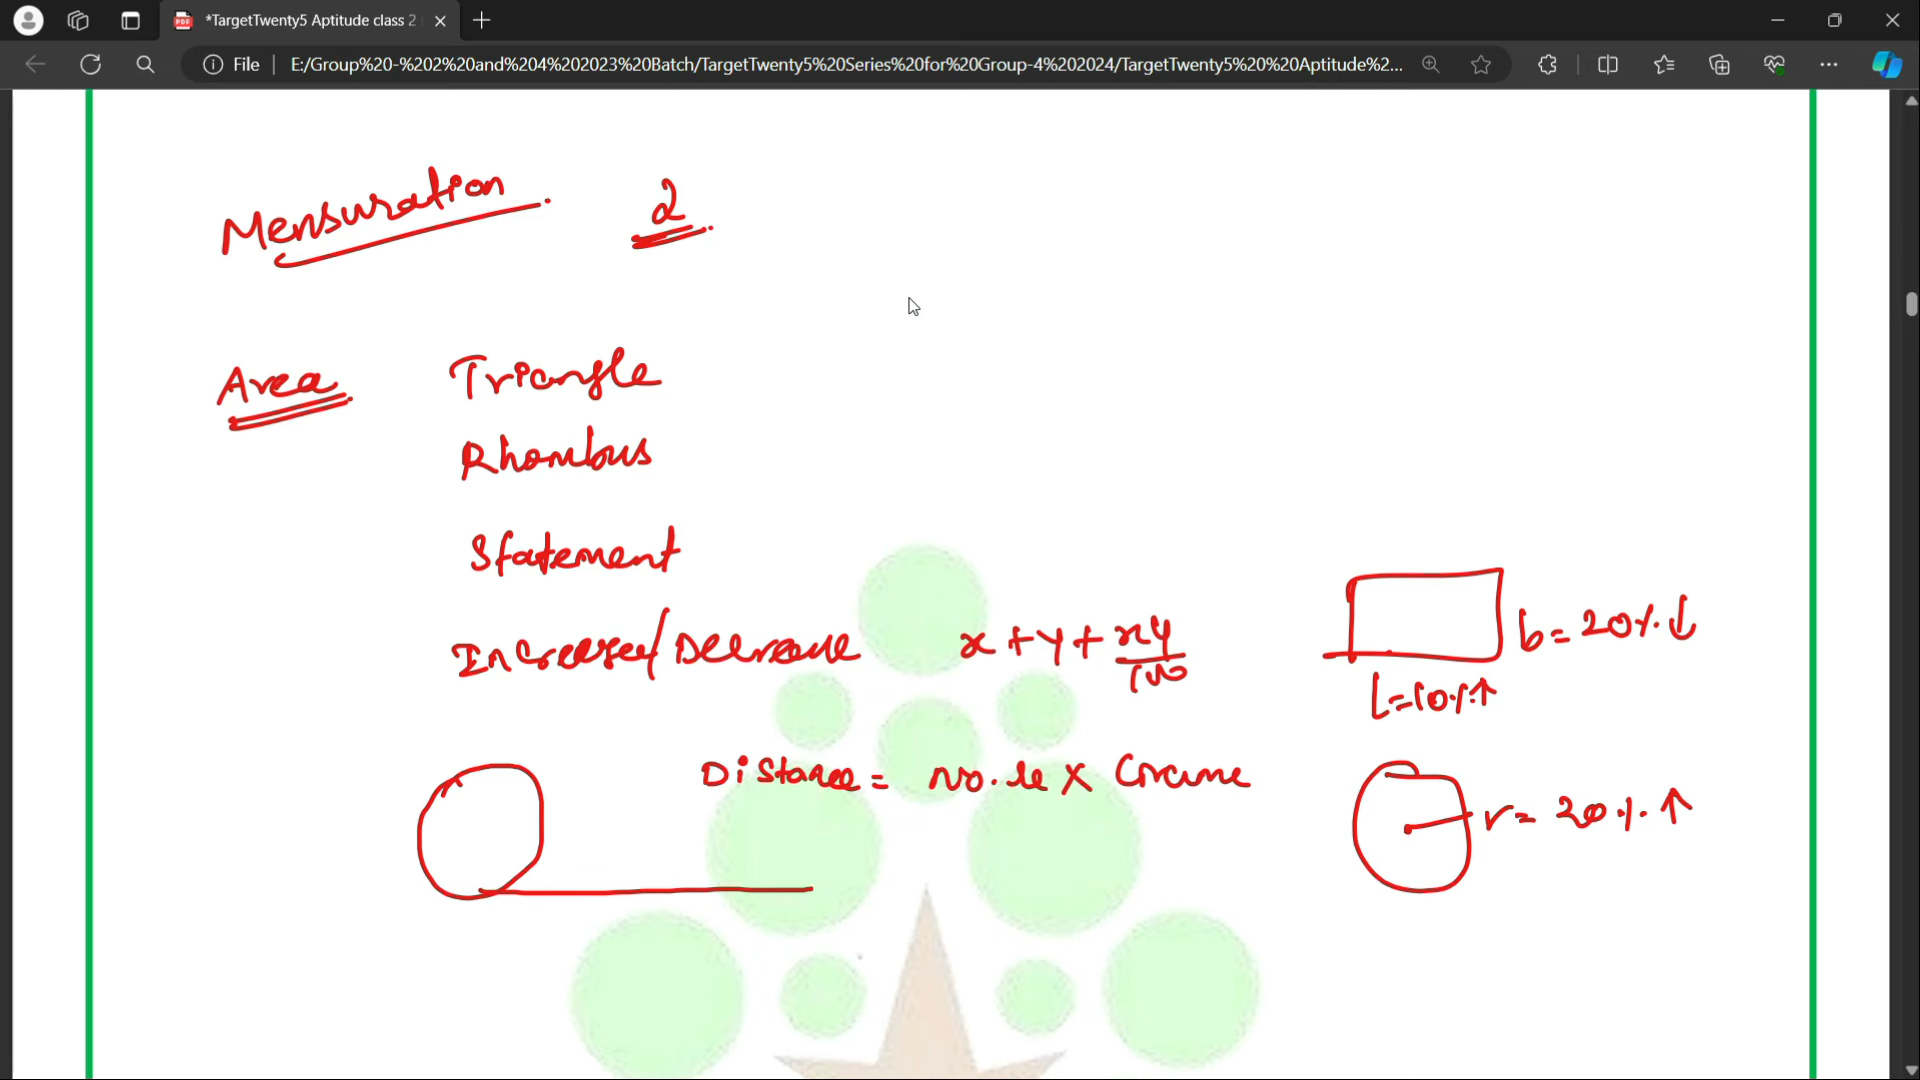 *TargetTwenty5 Aptitude class 2
File
E:/Group%20-%202%20and%204%202023%20Batch/TargetTwenty5%20Series%20for%20Group-4%202024/TargetTwenty5%20%20Aptitude%2...
Mensuration 2
Area Triangle
Rhombus
Statement
Increase/Decrease x + y + xy/100
b = 20% ↓
l = 10% ↑
Distance = No. × Circume
r = 20% ↑